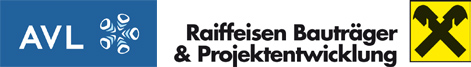 AVL
Raiffeisen Bauträger
& Projektentwicklung